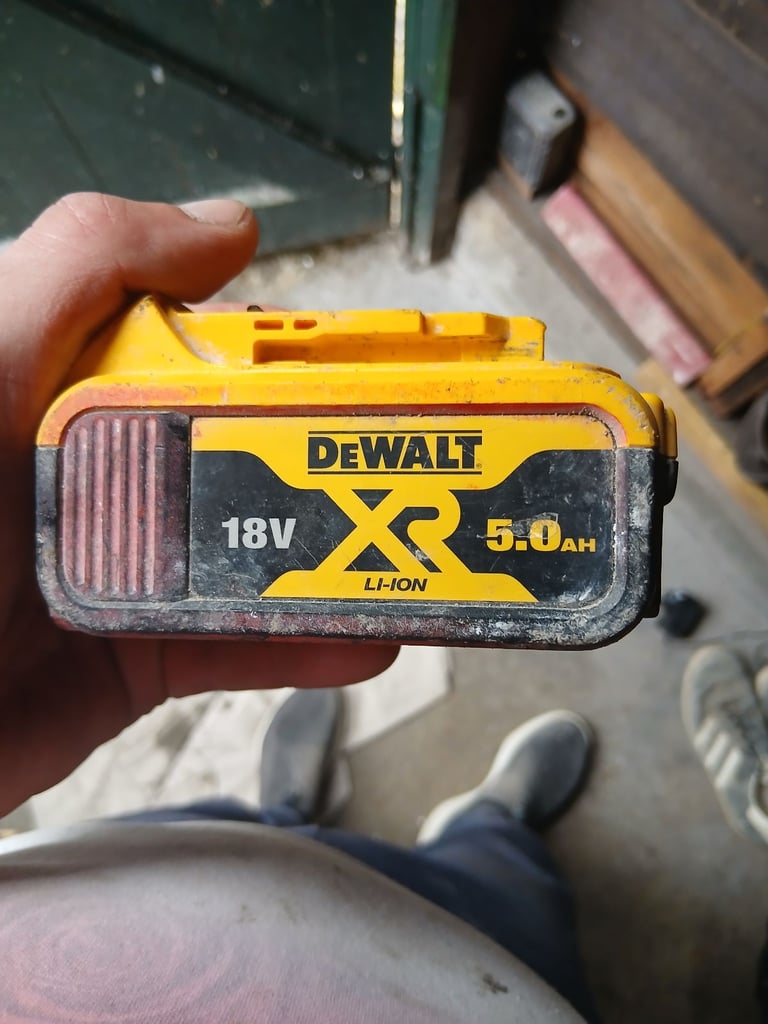 DEWALT
18V XR 5.0AH
LI-ION